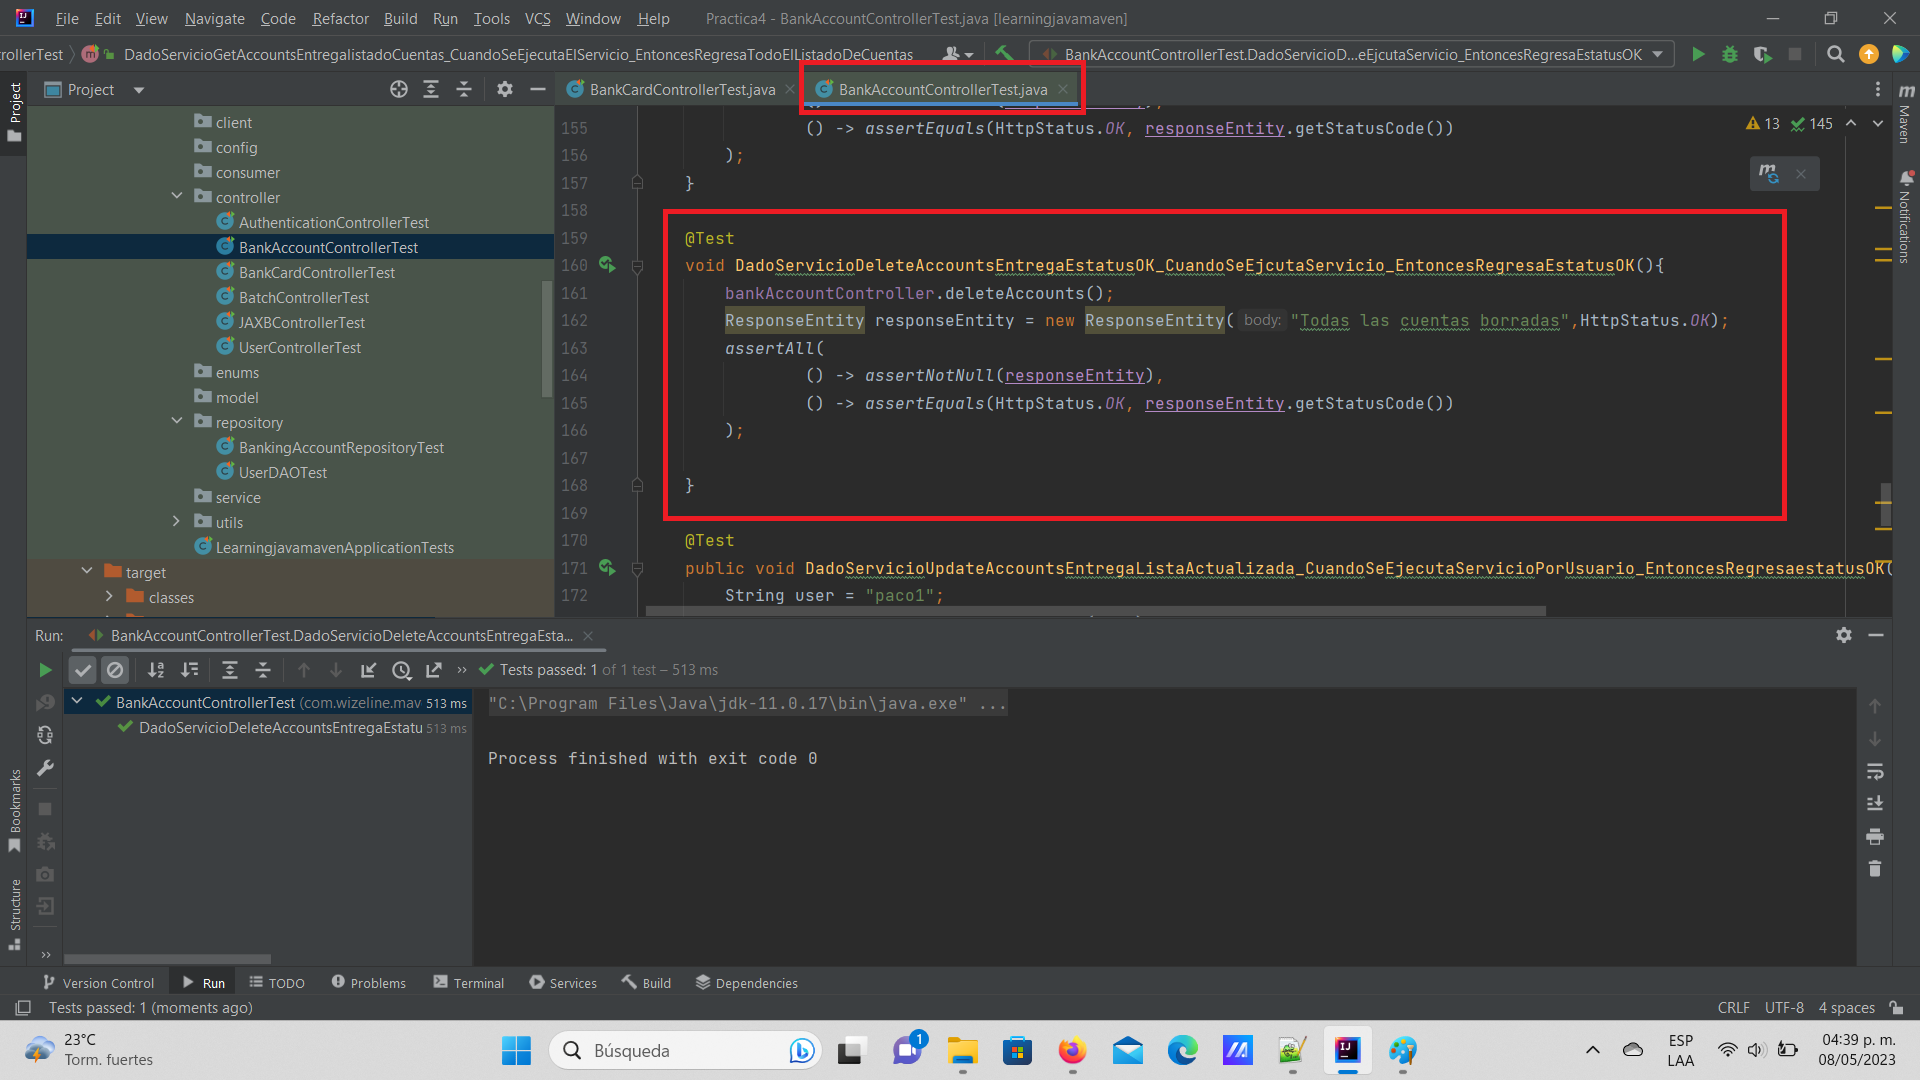 File Edit View Navigate Code Refactor Build Run Tools VCS Window Help Practica4 - BankAccountControllerTest.java [learningjavamaven]
rollerTest DadoServicioGetAccountsEntregalistadoCuentas_CuandoSeEjecutaElServicio_EntoncesRegresaTodoElListadoDeCuentas BankAccountControllerTest.DadoServicioD...eEjcutaServicio_EntoncesRegresaEstatusOK
Project
BankCardControllerTest.java BankAccountControllerTest.java
Project
client
config
consumer
controller
AuthenticationControllerTest
BankAccountControllerTest
BankCardControllerTest
BatchControllerTest
JAXBControllerTest
UserControllerTest
enums
model
repository
BankingAccountRepositoryTest
UserDAOTest
service
utils
LearningjavamavenApplicationTests
target
classes
155 () -> assertEquals(HttpStatus.OK, responseEntity.getStatusCode())
13 145
156 );
157 }
158
159 @Test
160 void DadoServicioDeleteAccountsEntregaEstatusOK_CuandoSeEjcutaServicio_EntoncesRegresaEstatusOK(){
161 bankAccountController.deleteAccounts();
162 ResponseEntity responseEntity = new ResponseEntity( body: "Todas las cuentas borradas",HttpStatus.OK);
163 assertAll(
164 () -> assertNotNull(responseEntity),
165 () -> assertEquals(HttpStatus.OK, responseEntity.getStatusCode())
166 );
167
168 }
169
170 @Test
171 public void DadoServicioUpdateAccountsEntregaListaActualizada_CuandoSeEjecutaServicioPorUsuario_EntoncesRegresaestatusOK(
172 String user = "paco1";
Maven
Notifications
Run: BankAccountControllerTest.DadoServicioDeleteAccountsEntregaEsta...
Tests passed: 1 of 1 test – 513 ms
BankAccountControllerTest (com.wizeline.mav 513 ms
DadoServicioDeleteAccountsEntregaEstatu 513 ms
"C:\Program Files\Java\jdk-11.0.17\bin\java.exe" ...
Process finished with exit code 0
Bookmarks
Structure
Version Control Run TODO Problems Terminal Services Build Dependencies
Tests passed: 1 (moments ago) CRLF UTF-8 4 spaces
23°C
Torm. fuertes
Búsqueda
1
ESP
LAA
04:39 p. m.
08/05/2023